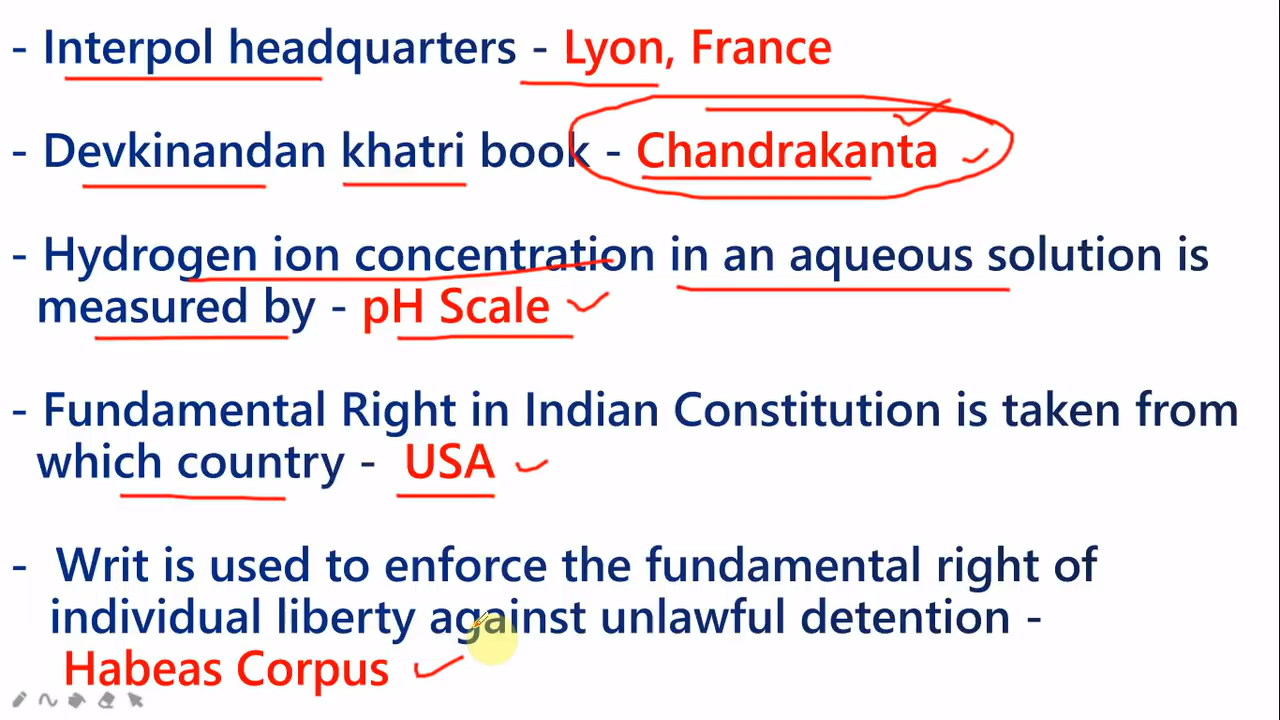 - Interpol headquarters - Lyon, France
- Devkinandan khatri book - Chandrakanta
- Hydrogen ion concentration in an aqueous solution is
measured by - pH Scale
- Fundamental Right in Indian Constitution is taken from
which country - USA
- Writ is used to enforce the fundamental right of
individual liberty against unlawful detention -
Habeas Corpus